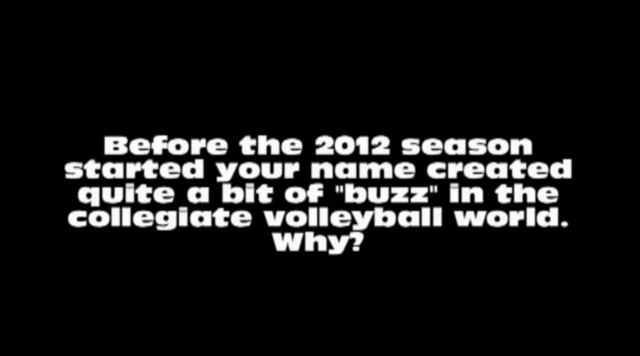 Before the 2012 season
started your name created
quite a bit of "buzz" in the
collegiate volleyball world.
Why?